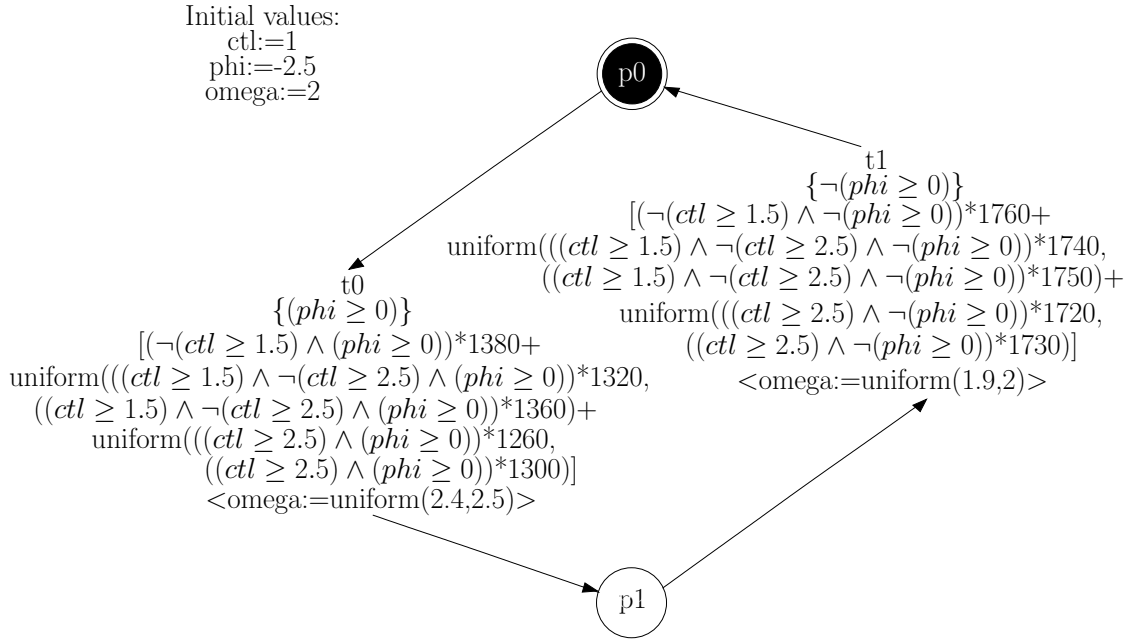 Initial values:
ctl:=1
phi:=-2.5
omega:=2
p0
t1
{¬(phi ≥ 0)}
[(¬(ctl ≥ 1.5) ∧ ¬(phi ≥ 0))*1760+
uniform(((ctl ≥ 1.5) ∧ ¬(ctl ≥ 2.5) ∧ ¬(phi ≥ 0))*1740,
((ctl ≥ 1.5) ∧ ¬(ctl ≥ 2.5) ∧ ¬(phi ≥ 0))*1750)+
uniform(((ctl ≥ 2.5) ∧ ¬(phi ≥ 0))*1720,
((ctl ≥ 2.5) ∧ ¬(phi ≥ 0))*1730)]
<omega:=uniform(1.9,2)>
t0
{(phi ≥ 0)}
[(¬(ctl ≥ 1.5) ∧ (phi ≥ 0))*1380+
uniform(((ctl ≥ 1.5) ∧ ¬(ctl ≥ 2.5) ∧ (phi ≥ 0))*1320,
((ctl ≥ 1.5) ∧ ¬(ctl ≥ 2.5) ∧ (phi ≥ 0))*1360)+
uniform(((ctl ≥ 2.5) ∧ (phi ≥ 0))*1260,
((ctl ≥ 2.5) ∧ (phi ≥ 0))*1300)]
<omega:=uniform(2.4,2.5)>
p1